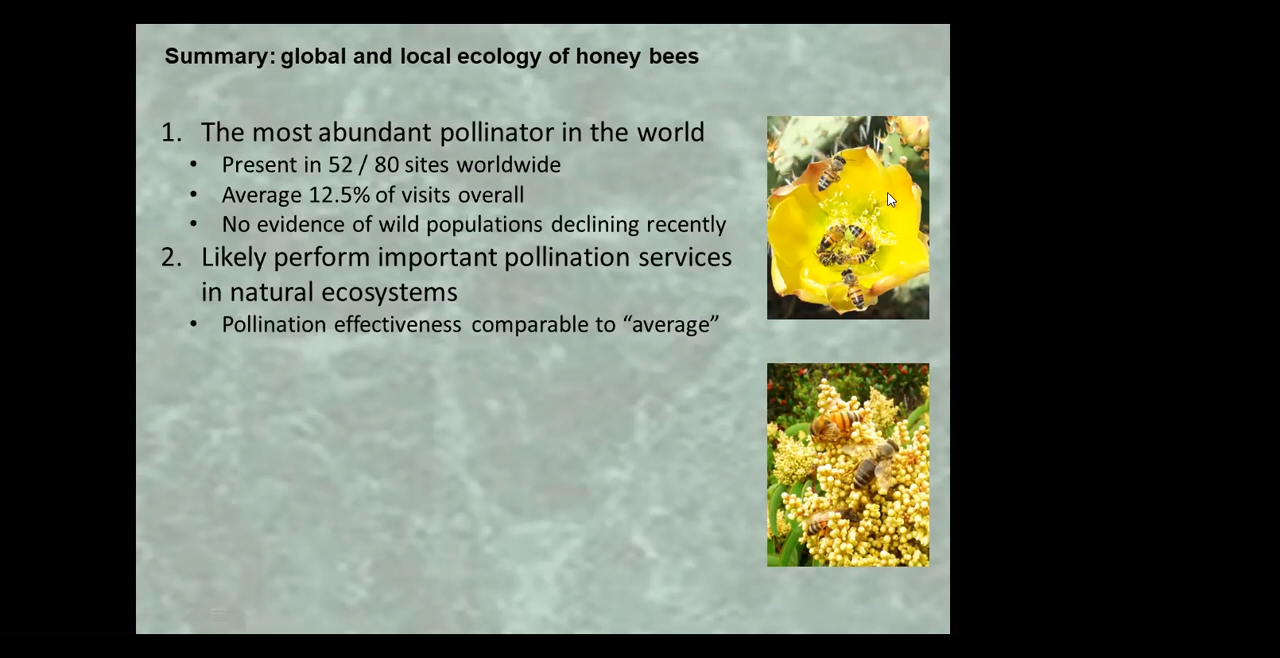 Summary: global and local ecology of honey bees
1. The most abundant pollinator in the world
• Present in 52 / 80 sites worldwide
• Average 12.5% of visits overall
• No evidence of wild populations declining recently
2. Likely perform important pollination services
in natural ecosystems
• Pollination effectiveness comparable to “average”